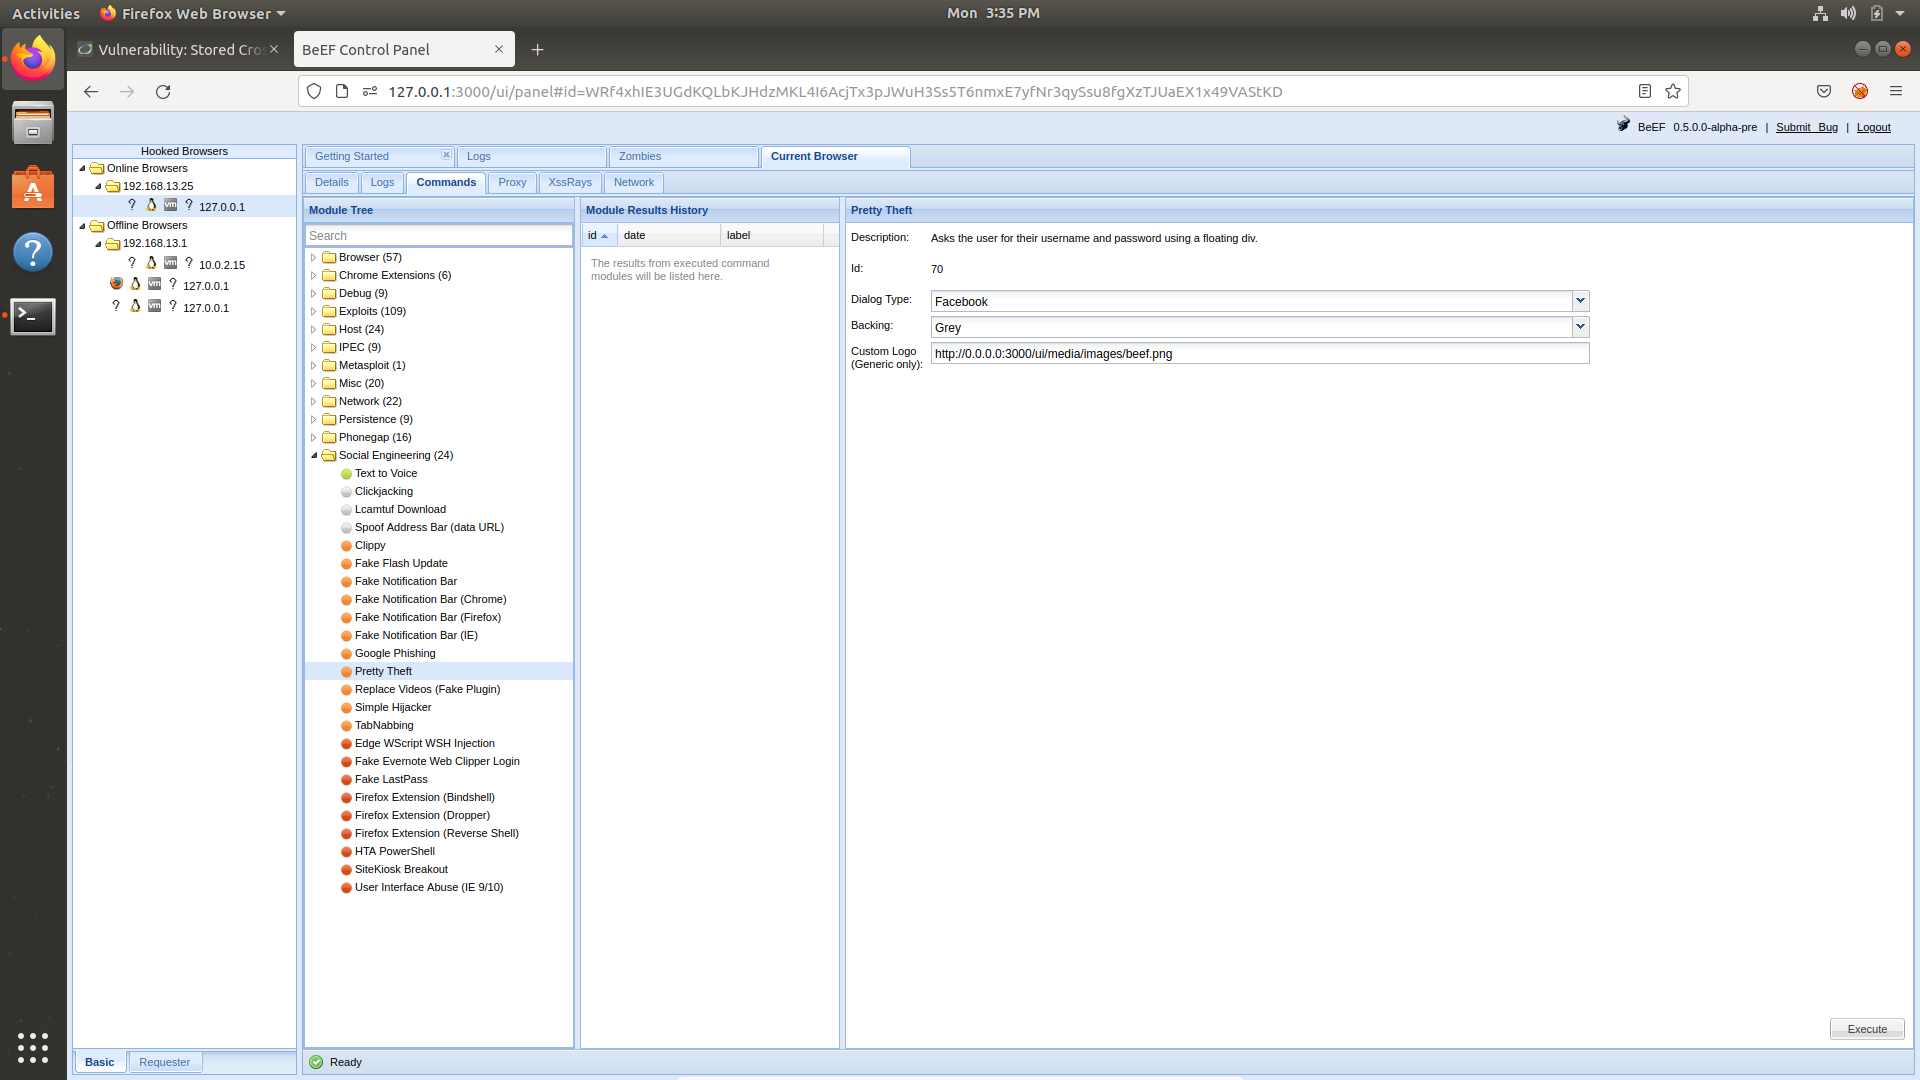 Activities
Firefox Web Browser
Mon 3:35 PM
Vulnerability: Stored Cros
BeEF Control Panel
127.0.0.1:3000/ui/panel#id=WRf4xhIE3UGdKQLbKJHdzMKL4I6AcjTx3pJWuH3Ss5T6nmxE7yfNr3qySsu8fgXzTJUaEX1x49VAStKD
BeEF 0.5.0.0-alpha-pre | Submit Bug | Logout
Hooked Browsers
Online Browsers
192.168.13.25
? vm ? 127.0.0.1
Offline Browsers
192.168.13.1
? vm ? 10.0.2.15
vm ? 127.0.0.1
? vm ? 127.0.0.1
Basic
Requester
Getting Started
Logs
Zombies
Current Browser
Details
Logs
Commands
Proxy
XssRays
Network
Module Tree
Search
Browser (57)
Chrome Extensions (6)
Debug (9)
Exploits (109)
Host (24)
IPEC (9)
Metasploit (1)
Misc (20)
Network (22)
Persistence (9)
Phonegap (16)
Social Engineering (24)
Text to Voice
Clickjacking
Lcamtuf Download
Spoof Address Bar (data URL)
Clippy
Fake Flash Update
Fake Notification Bar
Fake Notification Bar (Chrome)
Fake Notification Bar (Firefox)
Fake Notification Bar (IE)
Google Phishing
Pretty Theft
Replace Videos (Fake Plugin)
Simple Hijacker
TabNabbing
Edge WScript WSH Injection
Fake Evernote Web Clipper Login
Fake LastPass
Firefox Extension (Bindshell)
Firefox Extension (Dropper)
Firefox Extension (Reverse Shell)
HTA PowerShell
SiteKiosk Breakout
User Interface Abuse (IE 9/10)
Module Results History
id
date
label
The results from executed command
modules will be listed here.
Pretty Theft
Description: Asks the user for their username and password using a floating div.
Id: 70
Dialog Type: Facebook
Backing: Grey
Custom Logo
(Generic only): http://0.0.0.0:3000/ui/media/images/beef.png
Execute
Ready